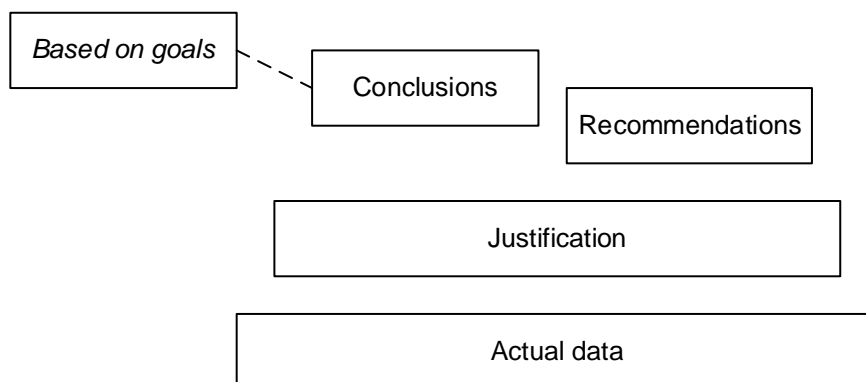 Based on goals
Conclusions
Recommendations
Justification
Actual data